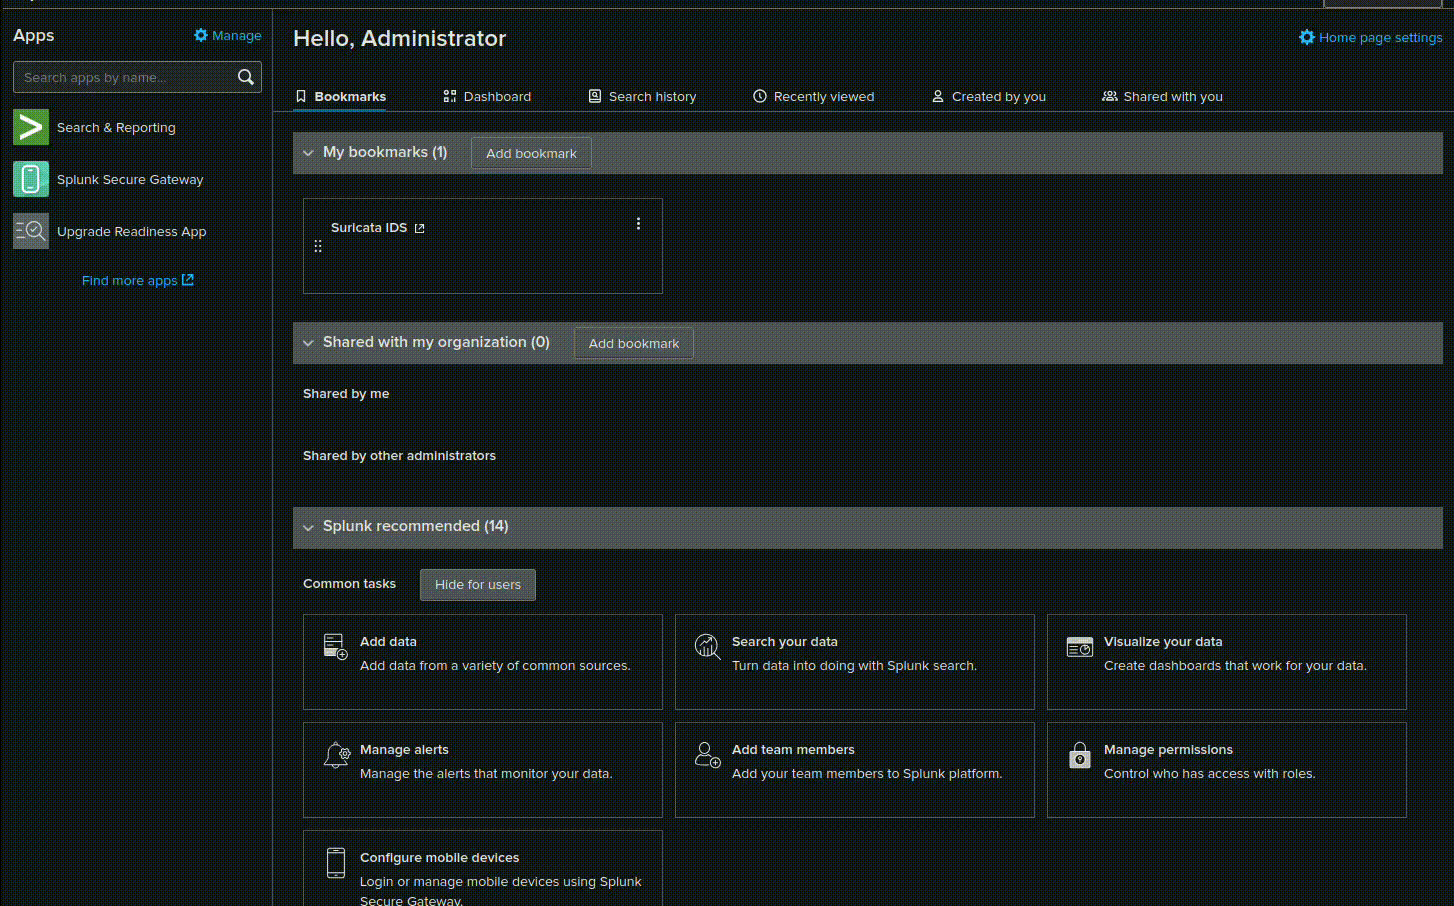 Apps
Manage
Search apps by name...
Search & Reporting
Splunk Secure Gateway
Upgrade Readiness App
Find more apps
Hello, Administrator
Home page settings
Bookmarks
Dashboard
Search history
Recently viewed
Created by you
Shared with you
My bookmarks (1)
Add bookmark
Suricata IDS
Shared with my organization (0)
Add bookmark
Shared by me
Shared by other administrators
Splunk recommended (14)
Common tasks
Hide for users
Add data
Add data from a variety of common sources.
Search your data
Turn data into doing with Splunk search.
Visualize your data
Create dashboards that work for your data.
Manage alerts
Manage the alerts that monitor your data.
Add team members
Add your team members to Splunk platform.
Manage permissions
Control who has access with roles.
Configure mobile devices
Login or manage mobile devices using Splunk
Secure Gateway.